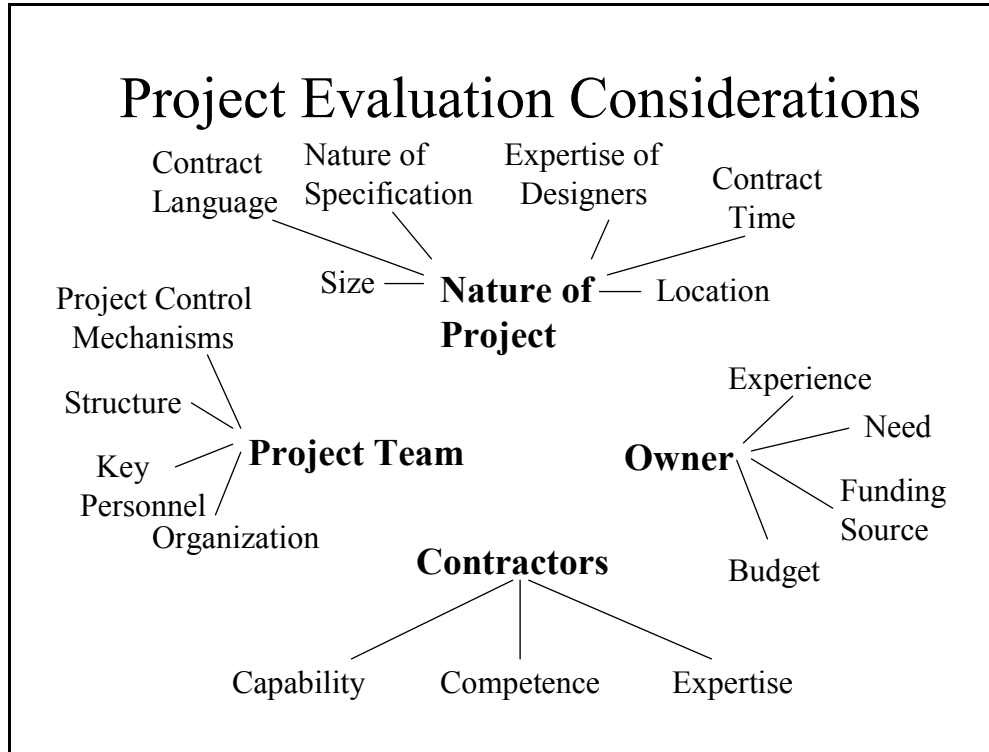 Project Evaluation Considerations
Contract
Language
Nature of
Specification
Expertise of
Designers
Contract
Time
Size
Nature of
Project
Location
Project Control
Mechanisms
Structure
Key
Personnel
Organization
Project Team
Owner
Experience
Need
Funding
Source
Budget
Contractors
Capability
Competence
Expertise